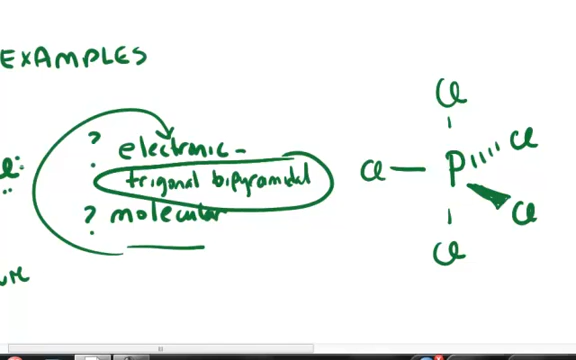 EXAMPLES
? electronic -
trigonal bipyramidal
? molecular
Cl
Cl
Cl — P
Cl
Cl